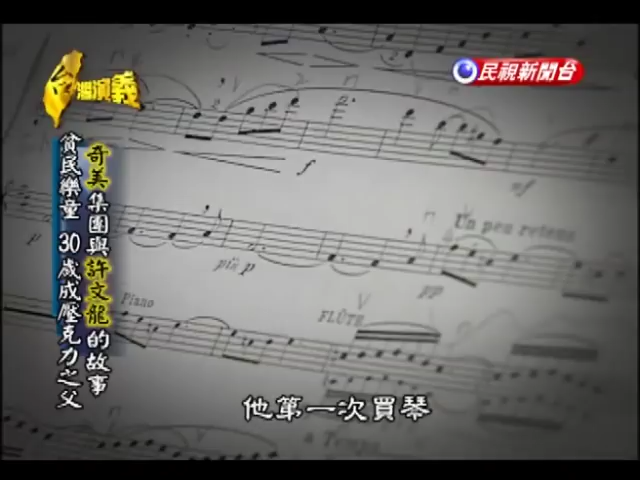 台灣演義
民視新聞台
奇美集團與許文龍的故事
貧民樂童 30歲成壓克力之父
f
mf
Un peu retenu
p
più p
pp
Piano
FLÛTE
a Tempo
他第一次買琴